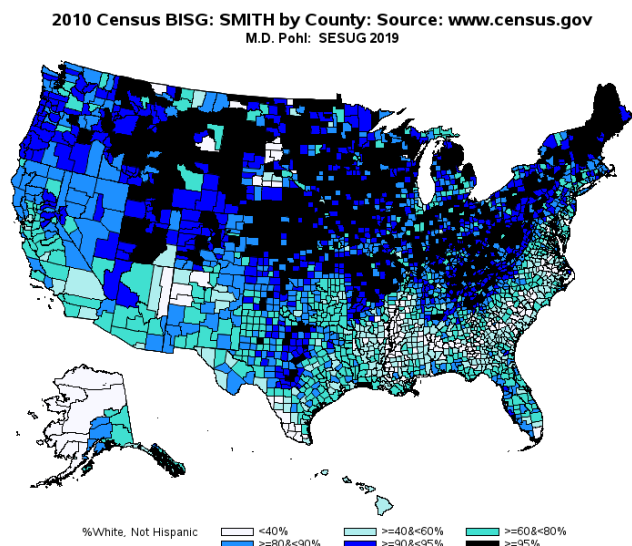 2010 Census BISG: SMITH by County: Source: www.census.gov
M.D. Pohl: SESUG 2019
%White, Not Hispanic
<40%
>=40&<60%
>=60&<80%
>=80&<90%
>=90&<95%
>=95%